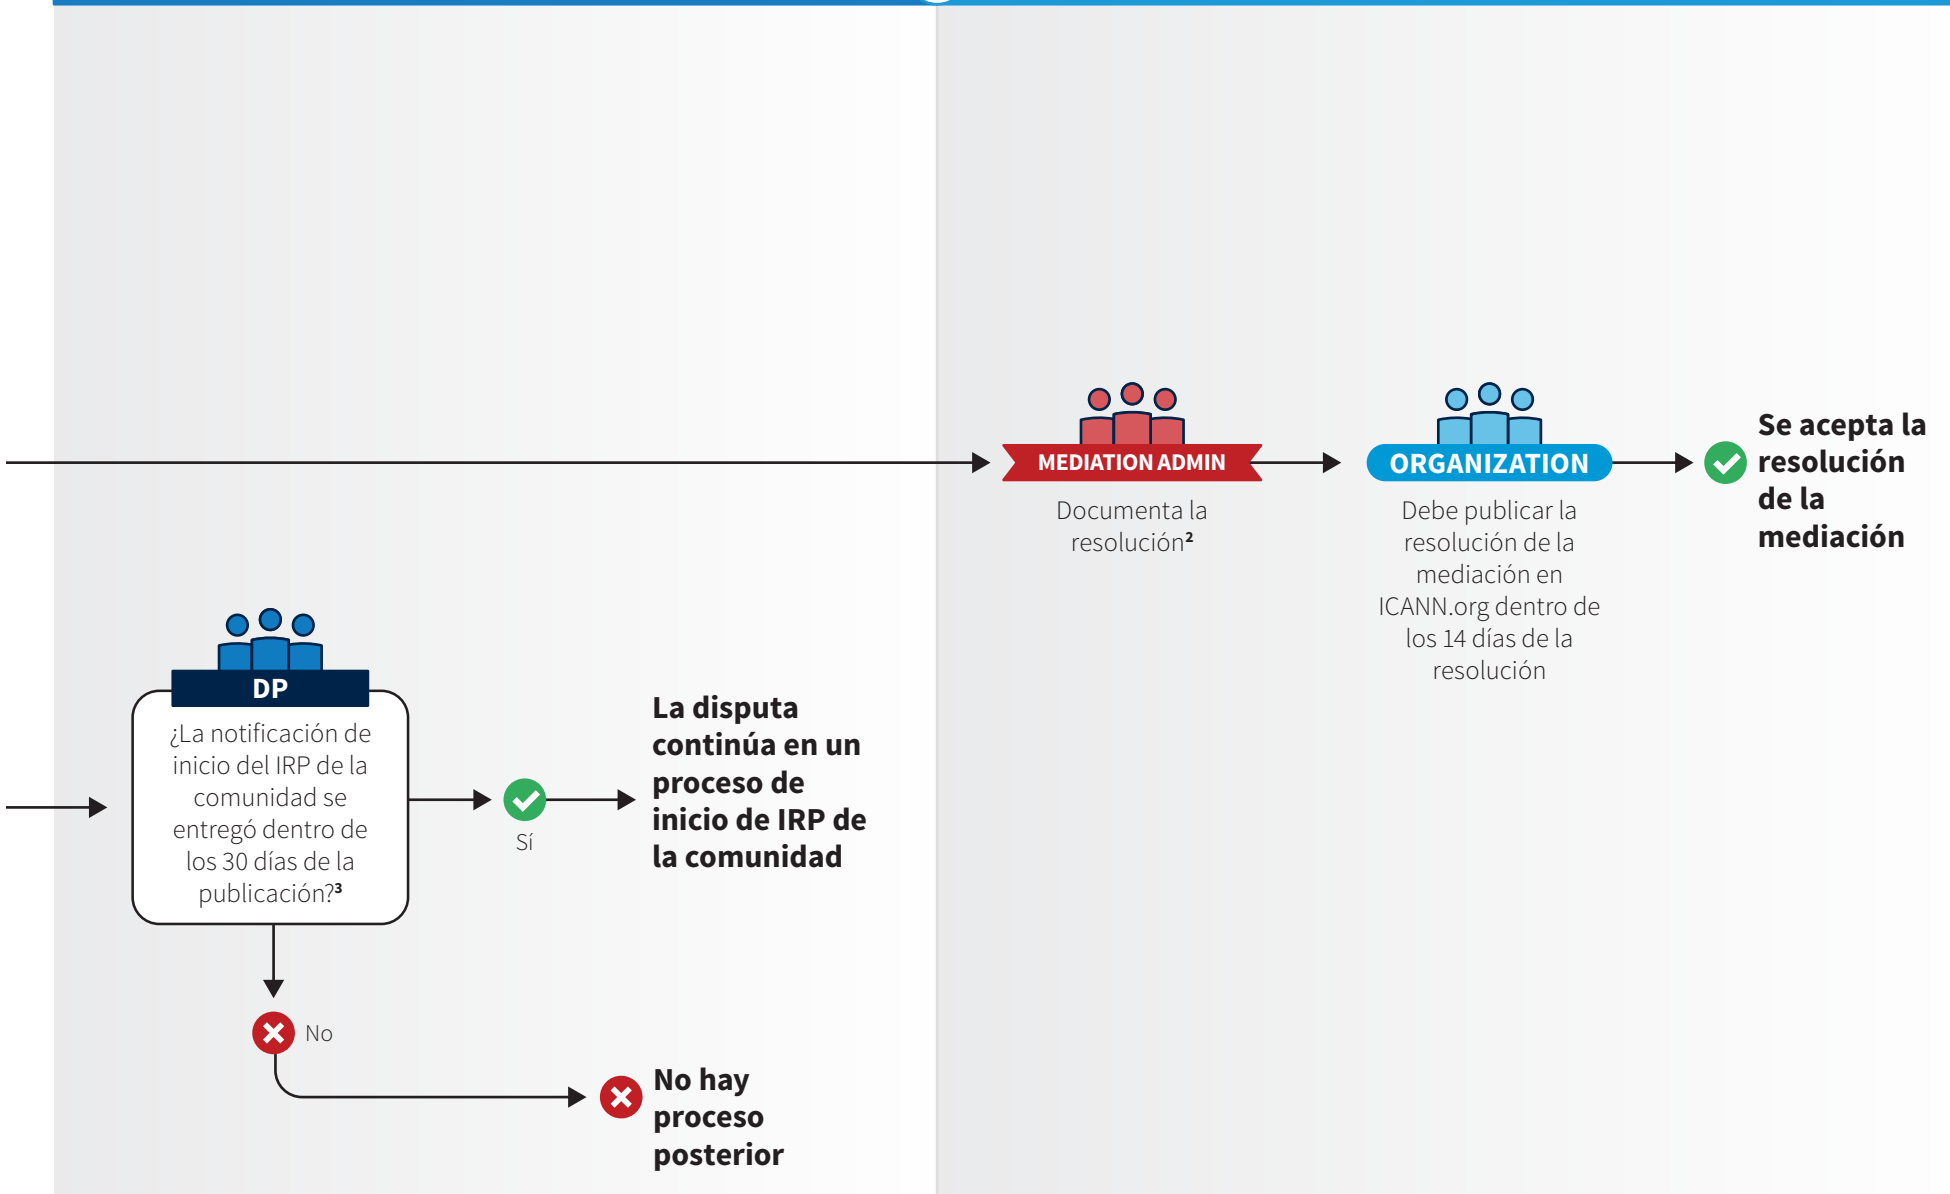 MEDIATION ADMIN
Documenta la
resolución²
ORGANIZATION
Debe publicar la
resolución de la
mediación en
ICANN.org dentro de
los 14 días de la
resolución
Se acepta la
resolución
de la
mediación
DP
¿La notificación de
inicio del IRP de la
comunidad se
entregó dentro de
los 30 días de la
publicación?³
Sí
La disputa
continúa en un
proceso de
inicio de IRP de
la comunidad
No
No hay
proceso
posterior